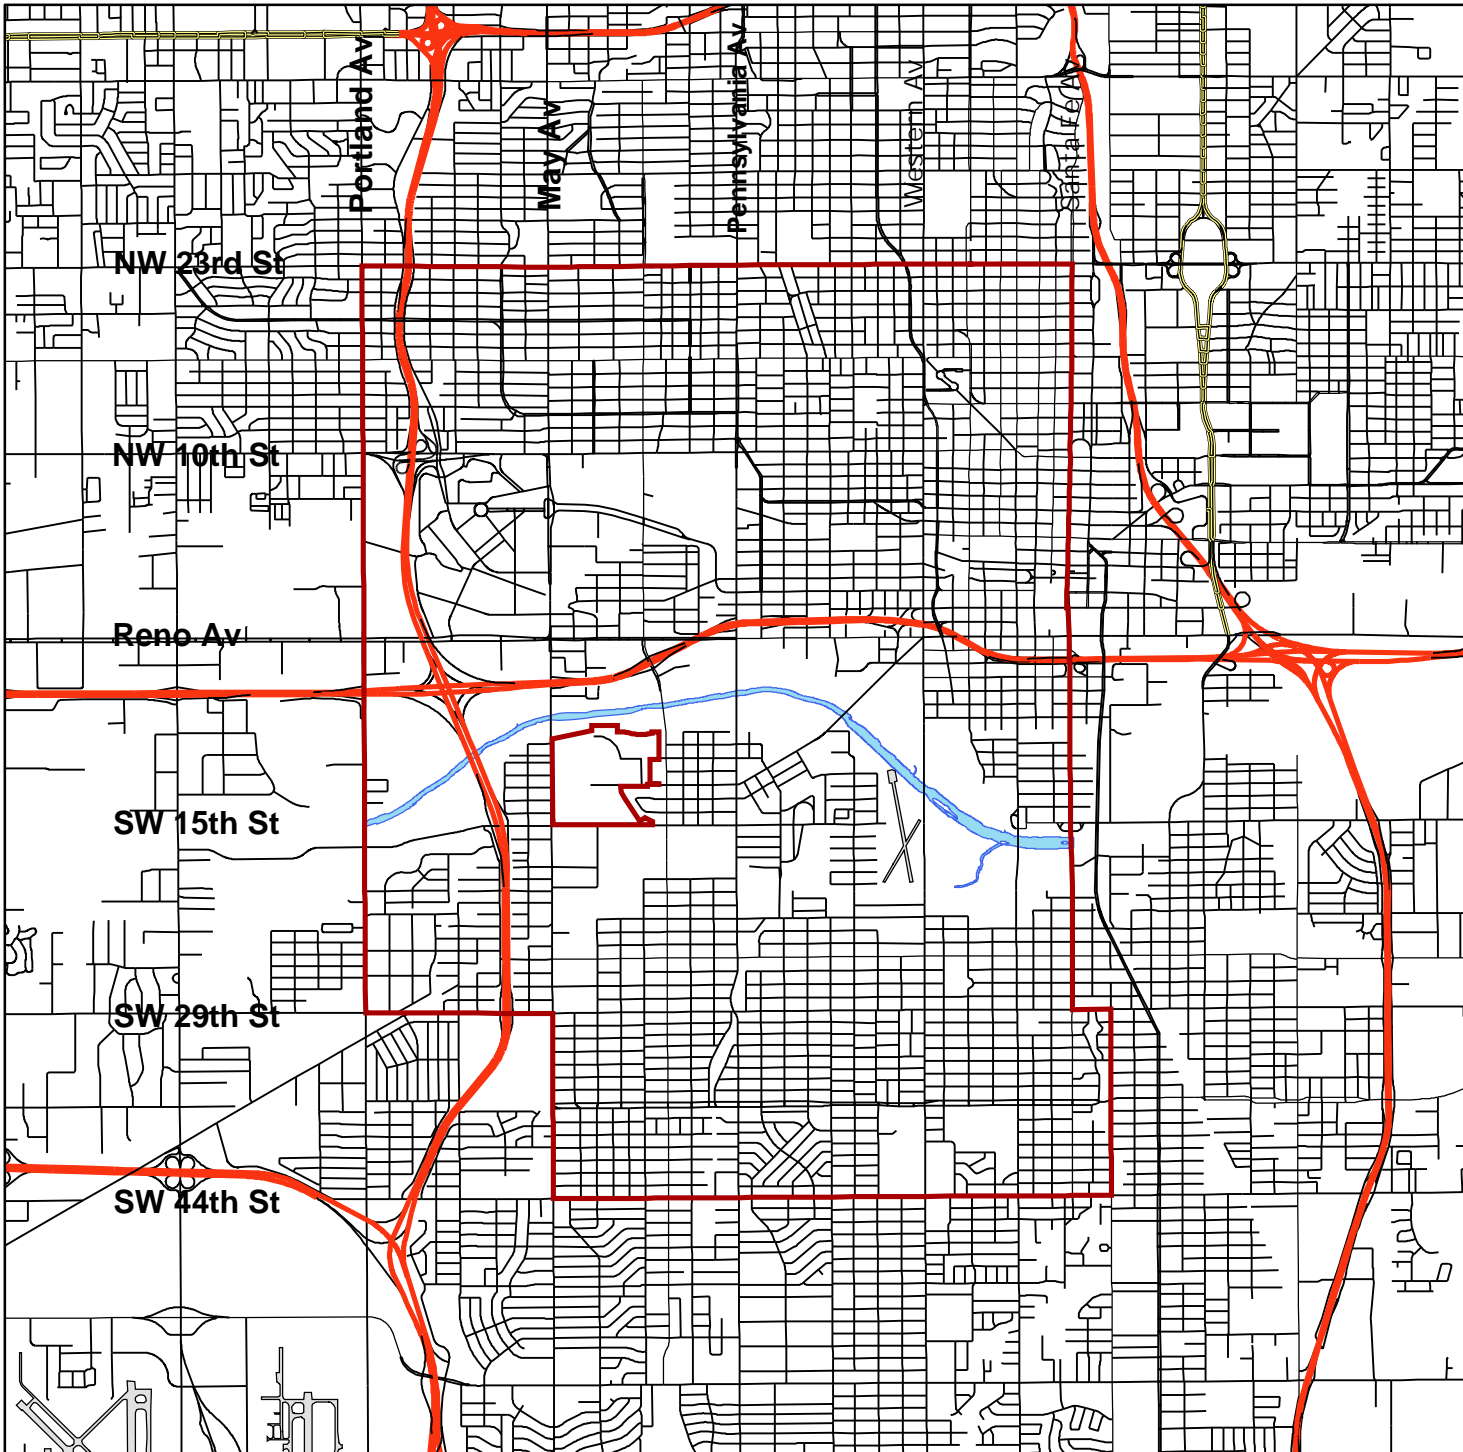 Portland Av
May Av
Pennsylvania Av
Western Av
Santa Fe Av
NW 23rd St
NW 10th St
Reno Av
SW 15th St
SW 29th St
SW 44th St